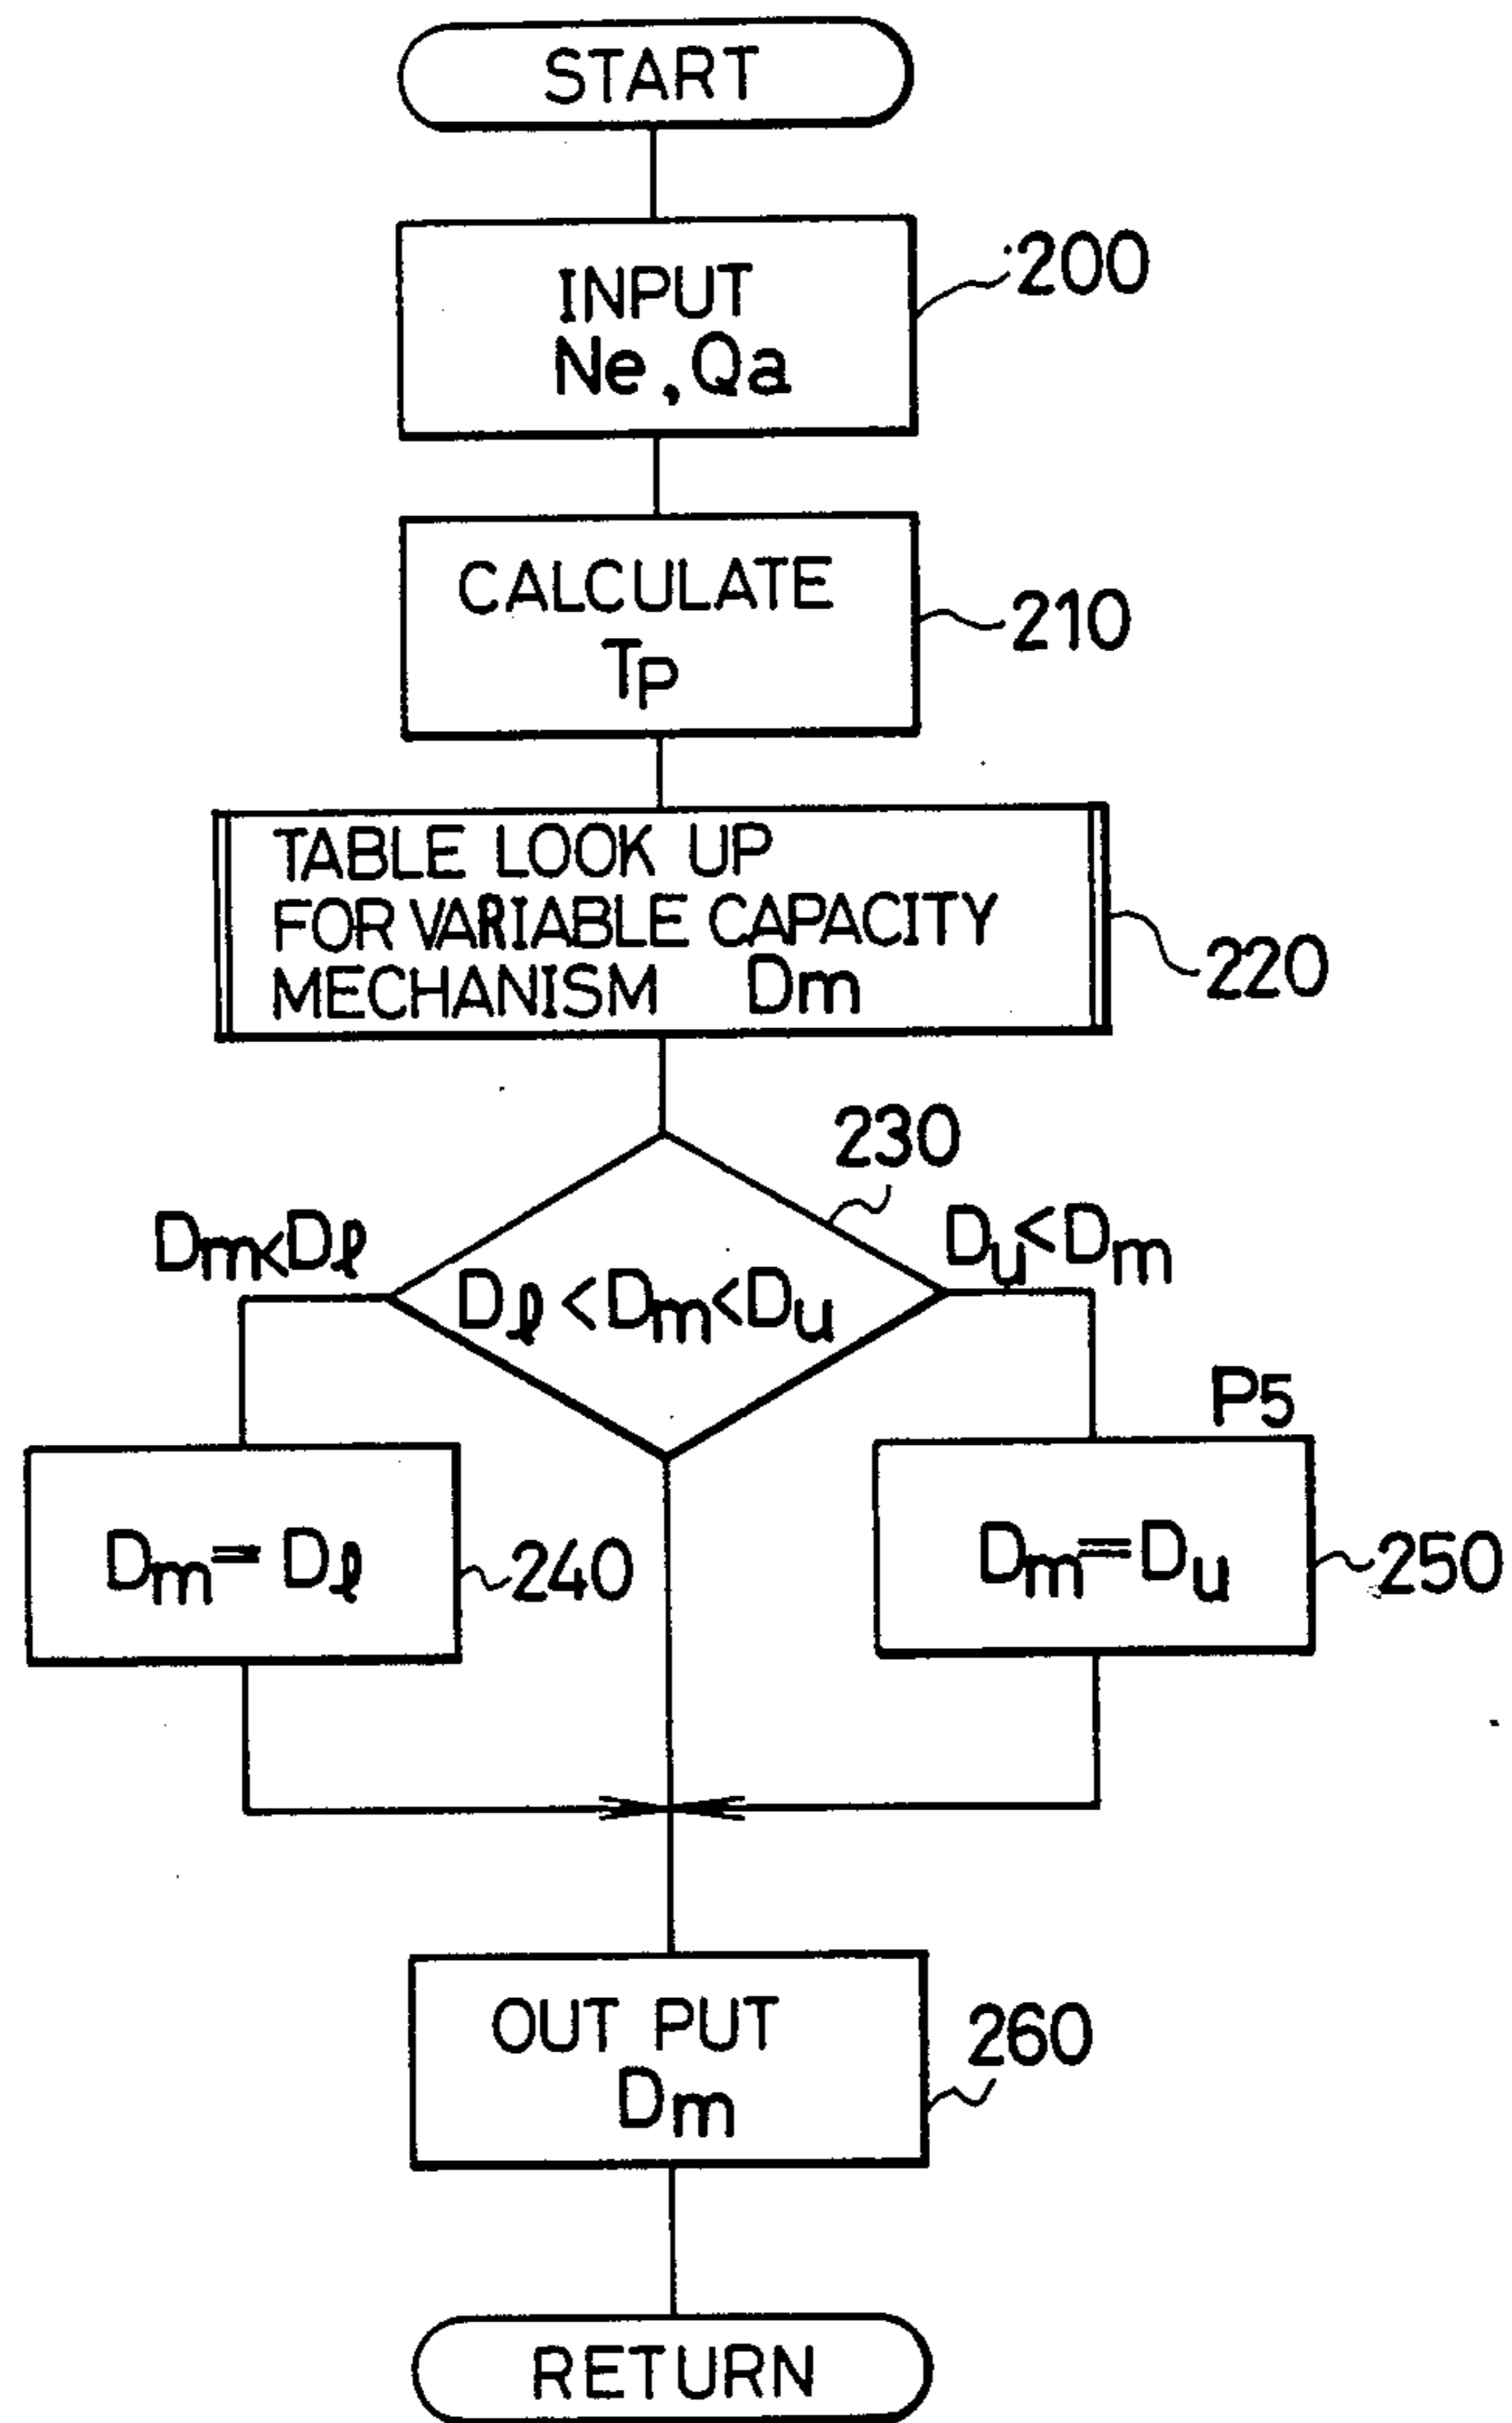 START
INPUT
Ne, Qa
200
CALCULATE
Tp
210
TABLE LOOK UP
FOR VARIABLE CAPACITY
MECHANISM Dm
220
230
Dm<Dℓ
Dℓ<Dm<Du
Du<Dm
P5
Dm=Dℓ
240
Dm=Du
250
OUT PUT
Dm
260
RETURN